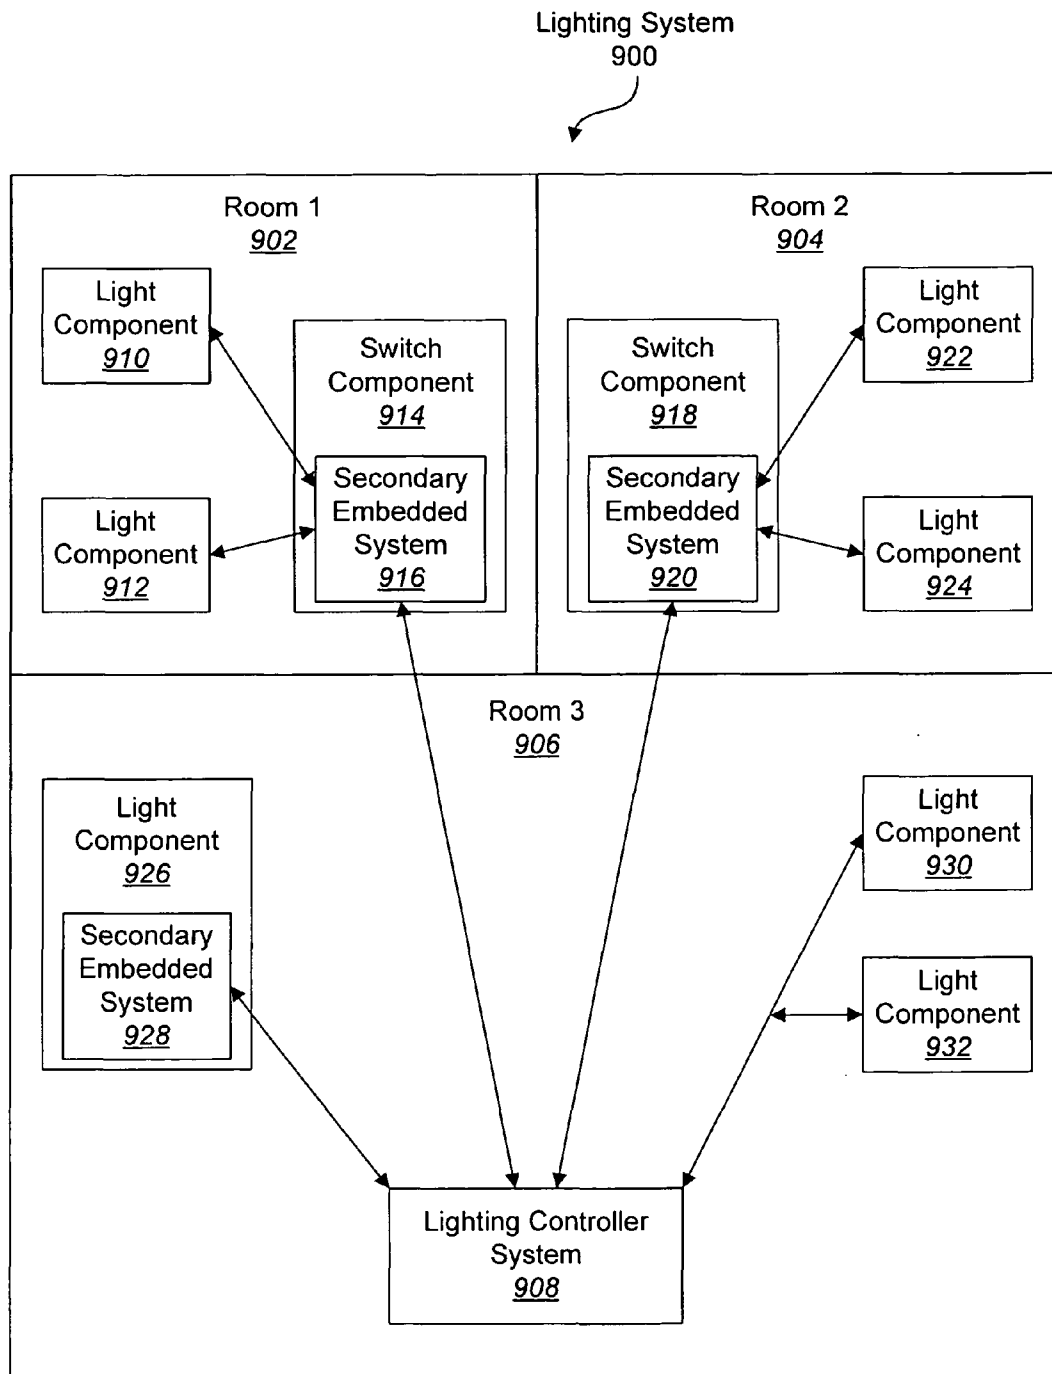 Lighting System
900
Room 1
902
Room 2
904
Light
Component
910
Switch
Component
914
Secondary
Embedded
System
916
Light
Component
912
Switch
Component
918
Secondary
Embedded
System
920
Light
Component
922
Light
Component
924
Room 3
906
Light
Component
926
Secondary
Embedded
System
928
Light
Component
930
Light
Component
932
Lighting Controller
System
908